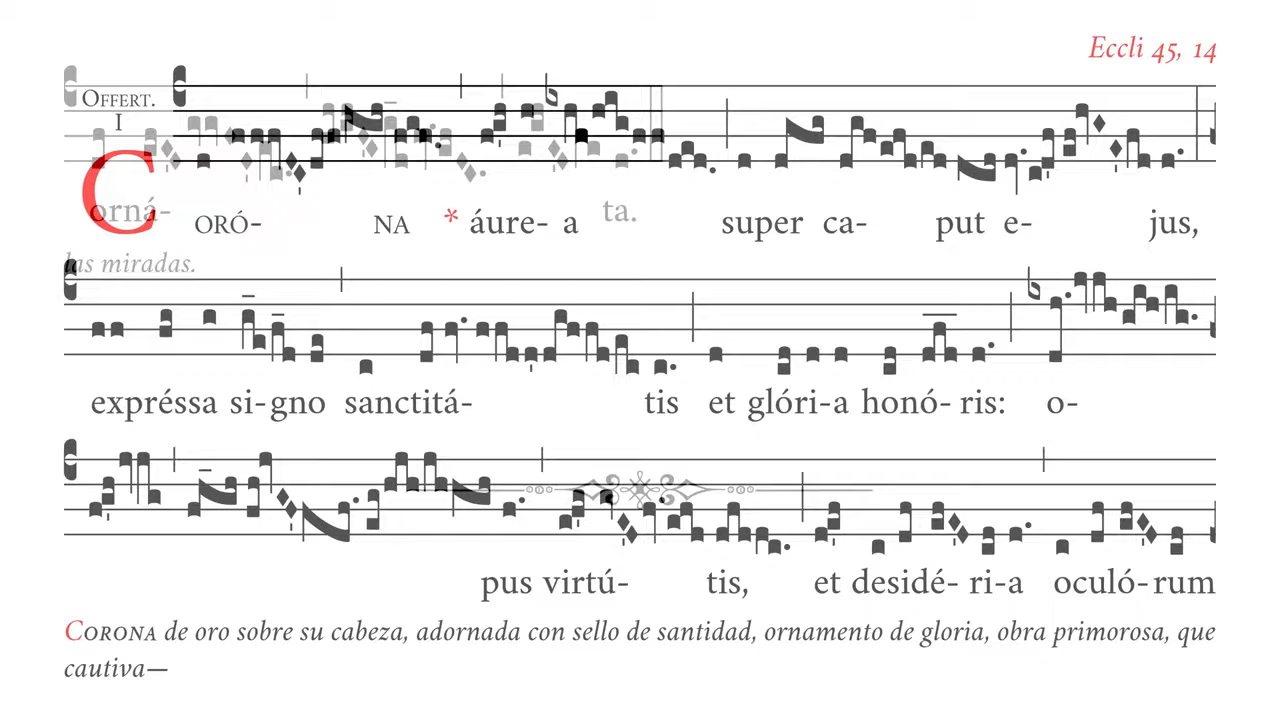 Eccli 45, 14
Offert.
I
CORÓ- NA * áure- a super ca- put e- jus,
orná- ta.
las miradas.
expréssa si-gno sanctitá- tis et glóri-a honó- ris: o-
pus virtú- tis, et desidé- ri-a oculó-rum
CORONA de oro sobre su cabeza, adornada con sello de santidad, ornamento de gloria, obra primorosa, que
cautiva—